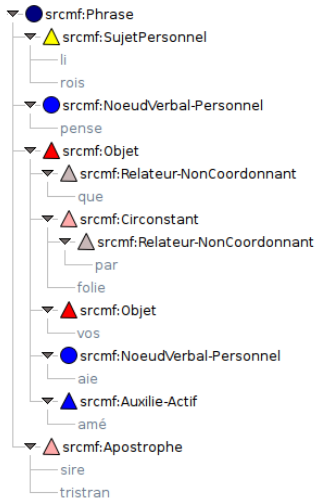 srcmf:Phrase
srcmf:SujetPersonnel
li
rois
srcmf:NoeudVerbal-Personnel
pense
srcmf:Objet
srcmf:Relateur-NonCoordonnant
que
srcmf:Circonstant
srcmf:Relateur-NonCoordonnant
par
folie
srcmf:Objet
vos
srcmf:NoeudVerbal-Personnel
aie
srcmf:Auxilie-Actif
amé
srcmf:Apostrophe
sire
tristran